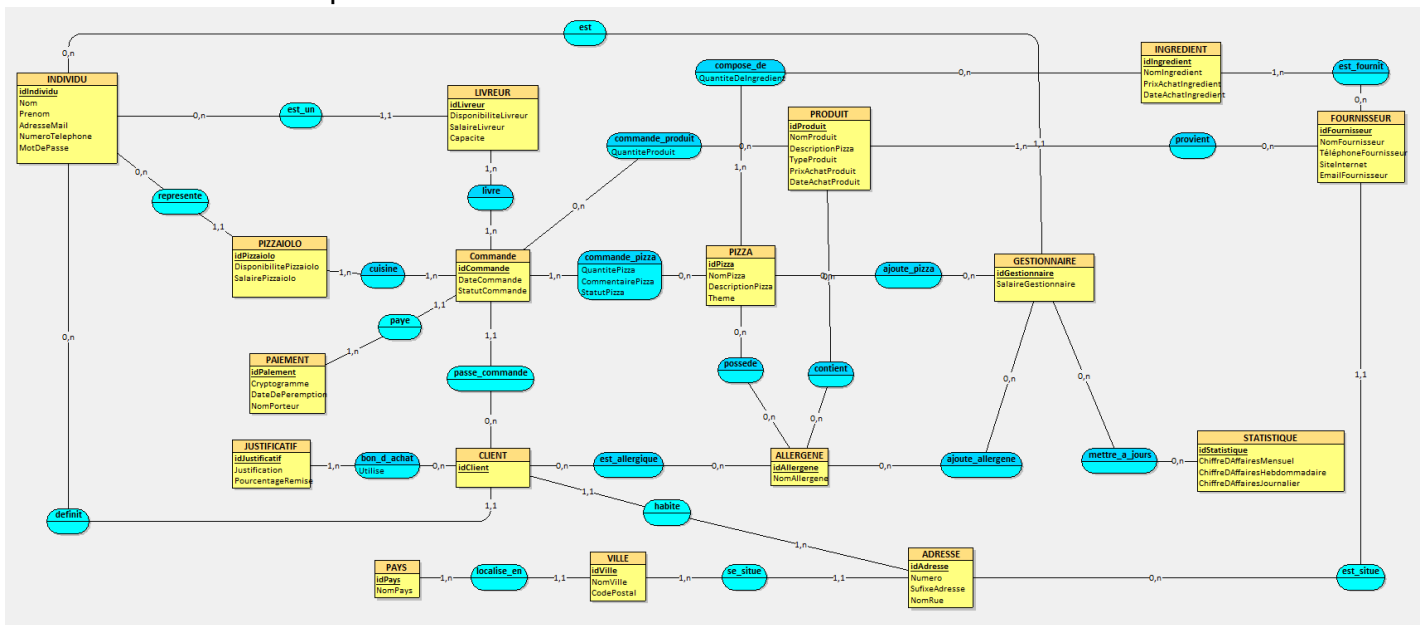 est
0,n
INDIVIDU
idIndividu
Nom
Prenom
AdresseMail
NumeroTelephone
MotDePasse
0,n
est_un
1,1
LIVREUR
idLivreur
DisponibiliteLivreur
SalaireLivreur
Capacite
compose_de
QuantiteDeIngredient
0,n
INGREDIENT
idIngredient
NomIngredient
PrixAchatIngredient
DateAchatIngredient
1,n
est_fournit
0,n
commande_produit
QuantiteProduit
0,n
PRODUIT
idProduit
NomProduit
DescriptionPizza
TypeProduit
PrixAchatProduit
DateAchatProduit
1,n
1,1
provient
0,n
FOURNISSEUR
idFournisseur
NomFournisseur
TéléphoneFournisseur
SiteInternet
EmailFournisseur
0,n
represente
1,1
1,n
livre
1,n
0,n
1,n
PIZZAIOLO
idPizzaiolo
DisponibilitePizzaiolo
SalairePizzaiolo
1,n
cuisine
1,n
Commande
idCommande
DateCommande
StatutCommande
1,n
commande_pizza
QuantitePizza
CommentairePizza
StatutPizza
0,n
PIZZA
idPizza
NomPizza
DescriptionPizza
Theme
0,n
0,n
ajoute_pizza
0,n
GESTIONNAIRE
idGestionnaire
SalaireGestionnaire
1,1
paye
1,n
0,n
PAIEMENT
idPaiement
Cryptogramme
DateDePeremption
NomPorteur
1,1
passe_commande
0,n
0,n
possede
contient
0,n
0,n
0,n
0,n
1,1
JUSTIFICATIF
idJustificatif
Justification
PourcentageRemise
1,n
bon_d_achat
Utilise
0,n
CLIENT
idClient
0,n
est_allergique
0,n
ALLERGENE
idAllergene
NomAllergene
0,n
ajoute_allergene
mettre_a_jours
0,n
STATISTIQUE
idStatistique
ChiffreDAffairesMensuel
ChiffreDAffairesHebdommadaire
ChiffreDAffairesJournalier
definit
1,1
1,1
habite
1,n
PAYS
idPays
NomPays
1,n
localise_en
1,1
VILLE
idVille
NomVille
CodePostal
1,n
se_situe
1,1
ADRESSE
idAdresse
Numero
SufixeAdresse
NomRue
0,n
est_situe